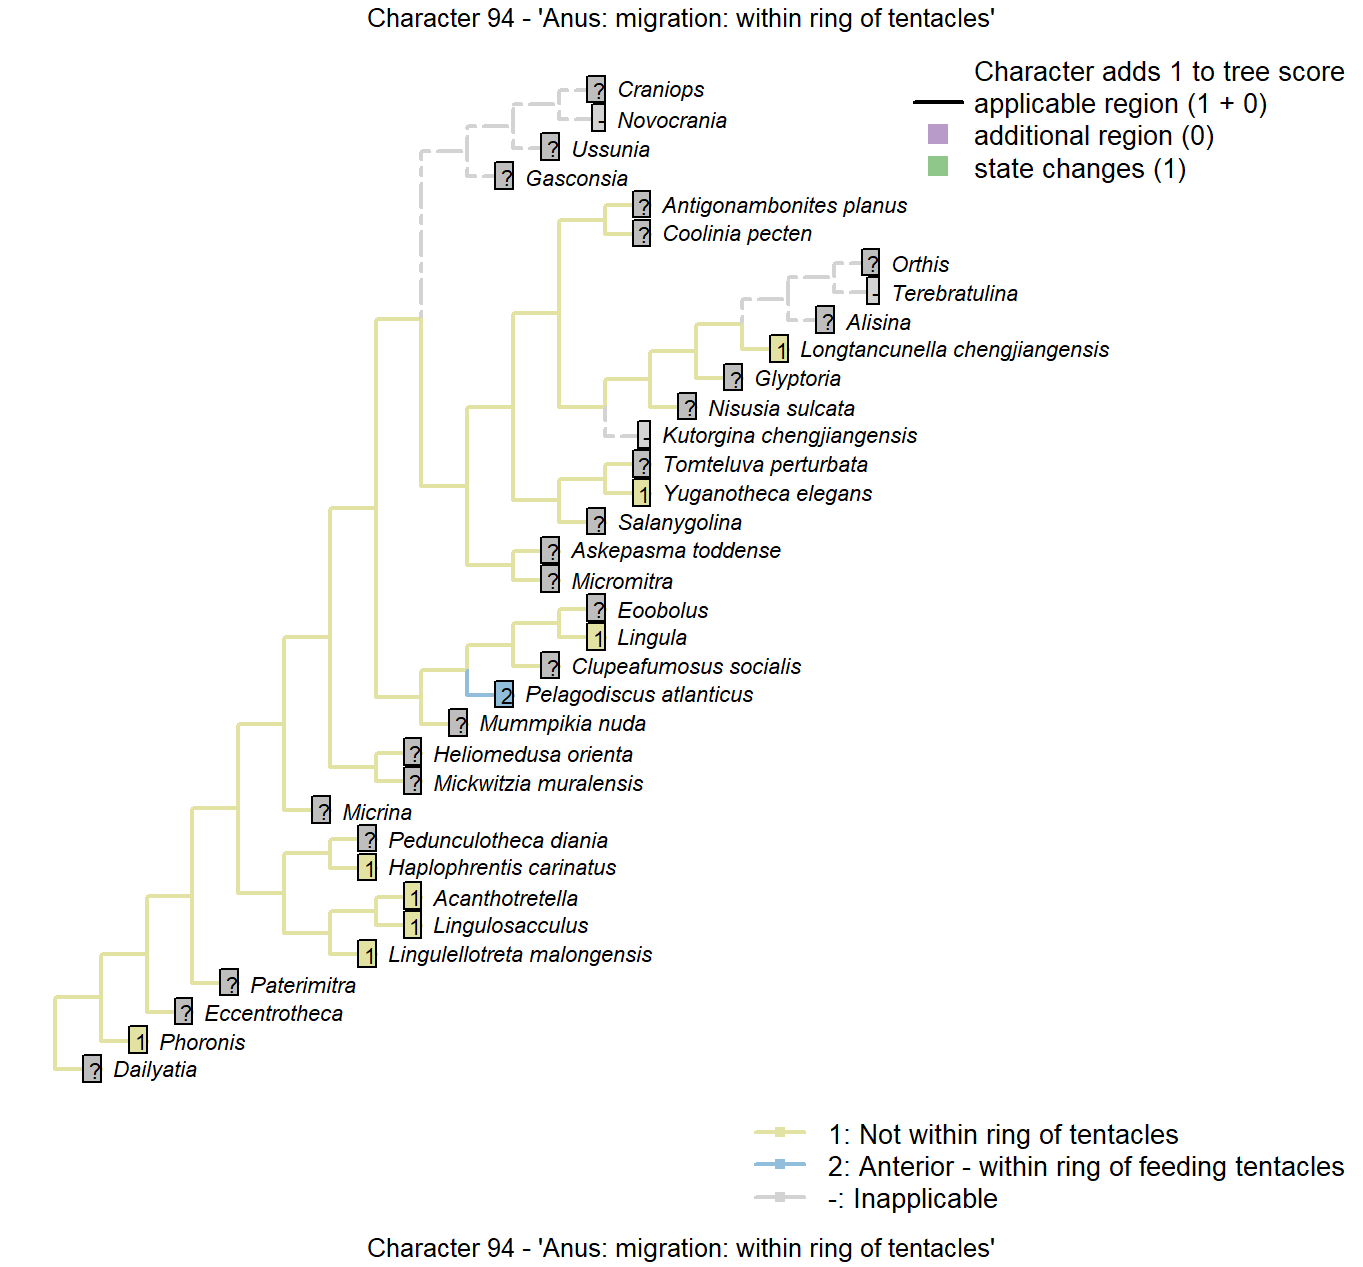 Character 94 - 'Anus: migration: within ring of tentacles'
Character adds 1 to tree score
applicable region (1 + 0)
additional region (0)
state changes (1)
? Craniops
- Novocrania
? Ussunia
? Gasconsia
? Antigonambonites planus
? Coolinia pecten
? Orthis
- Terebratulina
? Alisina
1 Longtancunella chengjiangensis
? Glyptoria
? Nisusia sulcata
- Kutorgina chengjiangensis
? Tomteluva perturbata
1 Yuganotheca elegans
? Salanygolina
? Askepasma toddense
? Micromitra
? Eoobolus
1 Lingula
? Clupeafumosus socialis
2 Pelagodiscus atlanticus
? Mummpikia nuda
? Heliomedusa orienta
? Mickwitzia muralensis
? Micrina
? Pedunculotheca diania
1 Haplophrentis carinatus
1 Acanthotretella
1 Lingulosacculus
1 Lingulellotreta malongensis
? Paterimitra
? Eccentrotheca
1 Phoronis
? Dailyatia
1: Not within ring of tentacles
2: Anterior - within ring of feeding tentacles
-: Inapplicable
Character 94 - 'Anus: migration: within ring of tentacles'